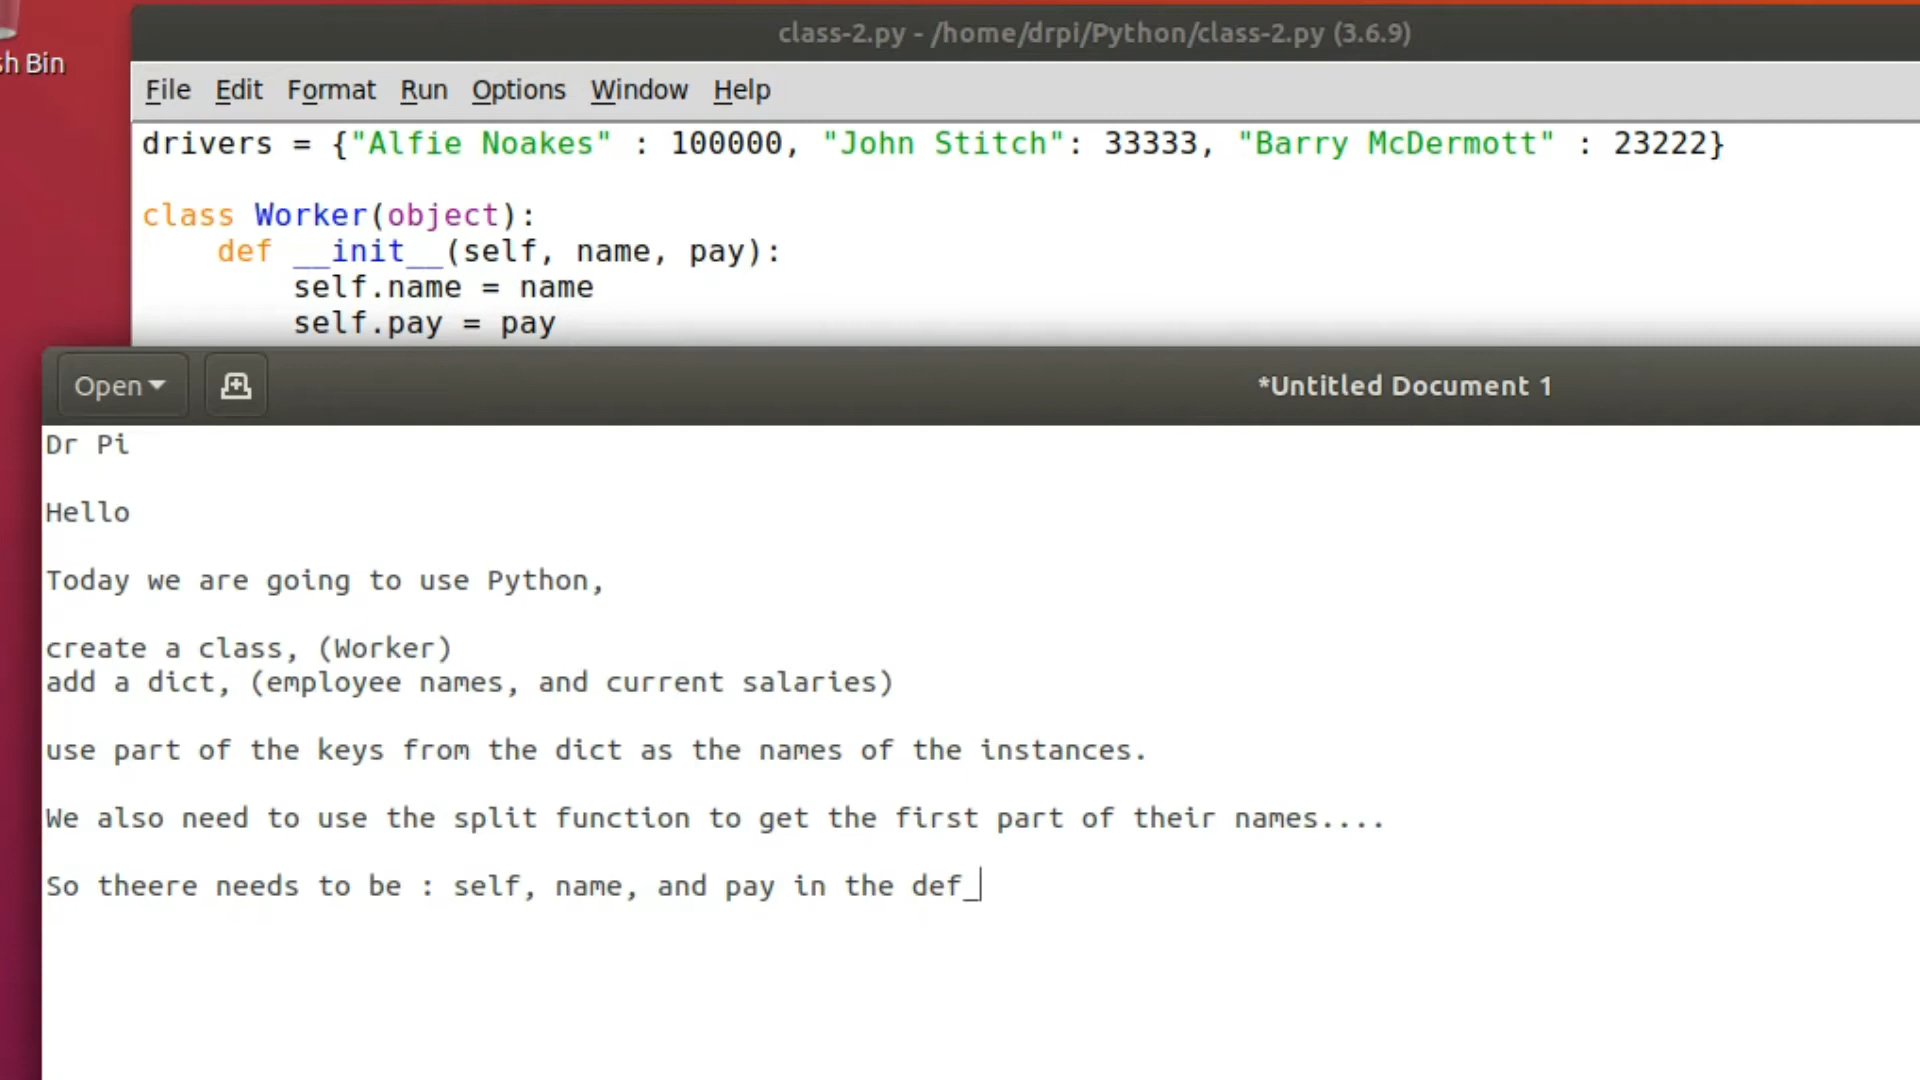 sh Bin
class-2.py - /home/drpi/Python/class-2.py (3.6.9)
File Edit Format Run Options Window Help
drivers = {"Alfie Noakes" : 100000, "John Stitch": 33333, "Barry McDermott" : 23222}
class Worker(object):
def __init__(self, name, pay):
self.name = name
self.pay = pay
Open
*Untitled Document 1
Dr Pi
Hello
Today we are going to use Python,
create a class, (Worker)
add a dict, (employee names, and current salaries)
use part of the keys from the dict as the names of the instances.
We also need to use the split function to get the first part of their names....
So theere needs to be : self, name, and pay in the def_